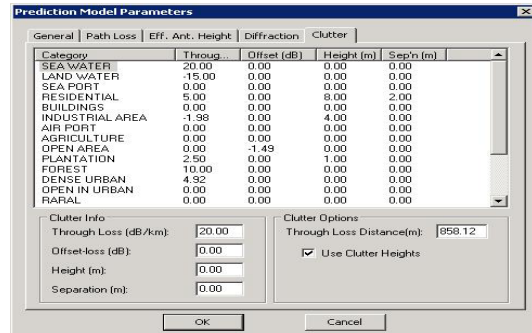 Prediction Model Parameters
General Path Loss Eff. Ant. Height Diffraction Clutter
Category Throug... Offset (dB) Height (m) Sep'n (m)
SEA WATER 20.00 0.00 0.00 0.00
LAND WATER -15.00 0.00 0.00 0.00
SEA PORT 0.00 0.00 0.00 0.00
RESIDENTIAL 5.00 0.00 8.00 2.00
BUILDINGS 0.00 0.00 0.00 0.00
INDUSTRIAL AREA -1.98 0.00 4.00 0.00
AIR PORT 0.00 0.00 0.00 0.00
AGRICULTURE 0.00 0.00 0.00 0.00
OPEN AREA 0.00 -1.49 0.00 0.00
PLANTATION 2.50 0.00 1.00 0.00
FOREST 10.00 0.00 0.00 0.00
DENSE URBAN 4.92 0.00 0.00 0.00
OPEN IN URBAN 0.00 0.00 0.00 0.00
RARAL 0.00 0.00 0.00 0.00
Clutter Info Clutter Options
Through Loss (dB/km): 20.00 Through Loss Distance(m): 858.12
Offset-loss (dB): 0.00 Use Clutter Heights
Height (m): 0.00
Separation (m): 0.00
OK Cancel